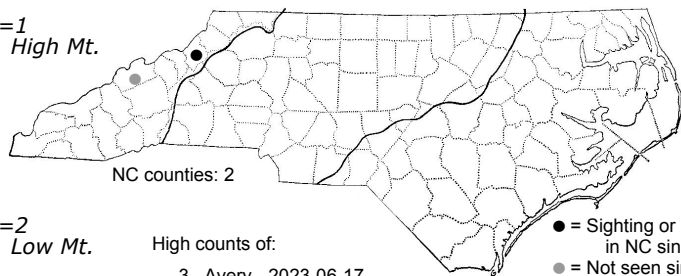 =1
High Mt.
NC counties: 2
=2
Low Mt.
High counts of:
● = Sighting or
in NC sin
3 - Avery - 2023-06-17
● = Not seen sin